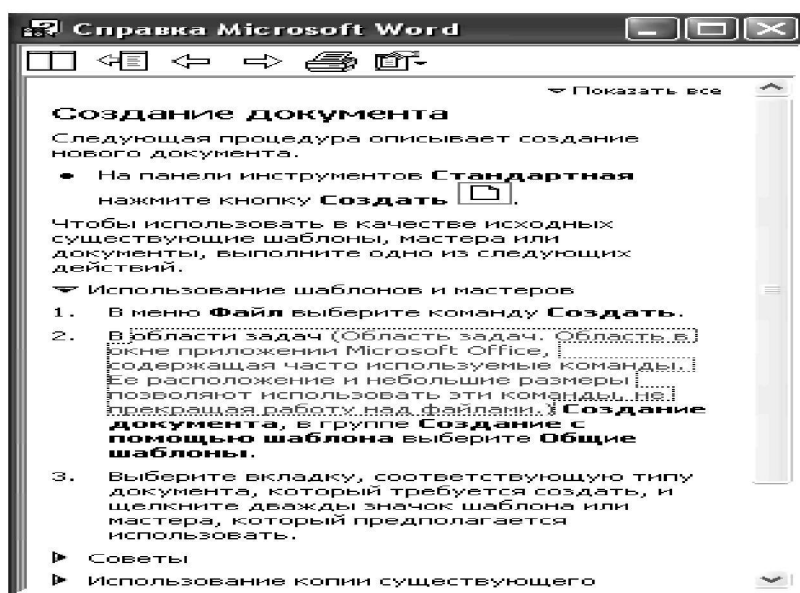 Справка Microsoft Word
Показать все
Создание документа
Следующая процедура описывает создание
нового документа.
На панели инструментов Стандартная
нажмите кнопку Создать .
Чтобы использовать в качестве исходных
существующие шаблоны, мастера или
документы, выполните одно из следующих
действий.
Использование шаблонов и мастеров
1. В меню Файл выберите команду Создать.
2. В области задач (Область задач. Область в
окне приложении Microsoft Office,
содержащая часто используемые команды.
Ее расположение и небольшие размеры
позволяют использовать эти команды, не
прекращая работу над файлами.) Создание
документа, в группе Создание с
помощью шаблона выберите Общие
шаблоны.
3. Выберите вкладку, соответствующую типу
документа, который требуется создать, и
щелкните дважды значок шаблона или
мастера, который предполагается
использовать.
Советы
Использование копии существующего